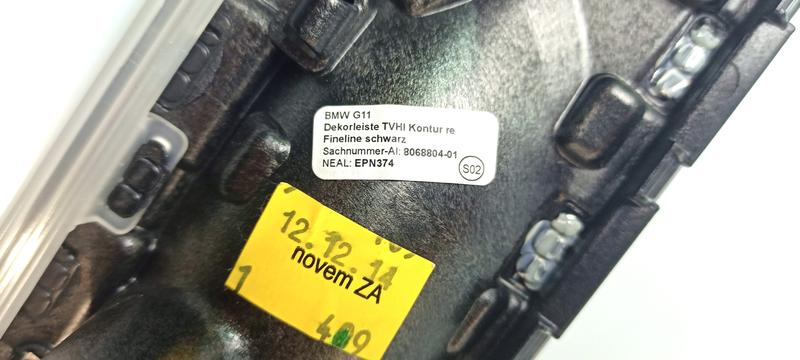 BMW G11
Dekorleiste TVHI Kontur re
Fineline schwarz
Sachnummer-AI: 8068804-01
NEAL: EPN374
S02
12.12.14
novem ZA
1
409